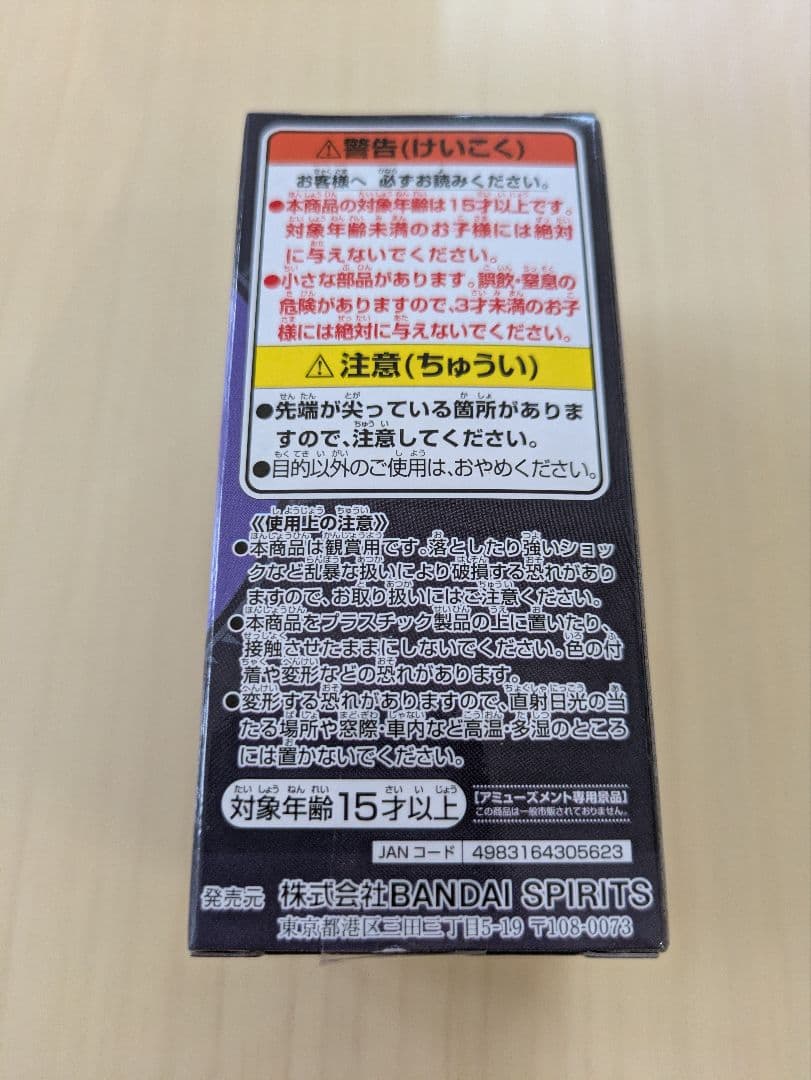 ⚠警告(けいこく)
お客様へ 必ずお読みください。
●本商品の対象年齢は15才以上です。
対象年齢未満のお子様には絶対
に与えないでください。
●小さな部品があります。誤飲・窒息の
危険がありますので、3才未満のお子
様には絶対に与えないでください。
⚠注意(ちゅうい)
●先端が尖っている箇所がありま
すので、注意してください。
●目的以外のご使用は、おやめください。
《使用上の注意》
●本商品は観賞用です。落としたり強いショッ
クなど乱暴な扱いにより破損する恐れがあり
ますので、お取り扱いにはご注意ください。
●本商品をプラスチック製品の上に置いたり、
接触させたままにしないでください。色の付
着や変形などの恐れがあります。
●変形する恐れがありますので、直射日光の当
たる場所や窓際・車内など高温・多湿のところ
には置かないでください。
対象年齢15才以上
【アミューズメント専用景品】
この商品は一般市販されておりません。
JANコード 4983164305623
発売元 株式会社BANDAI SPIRITS
東京都港区三田三丁目5-19 〒108-0073